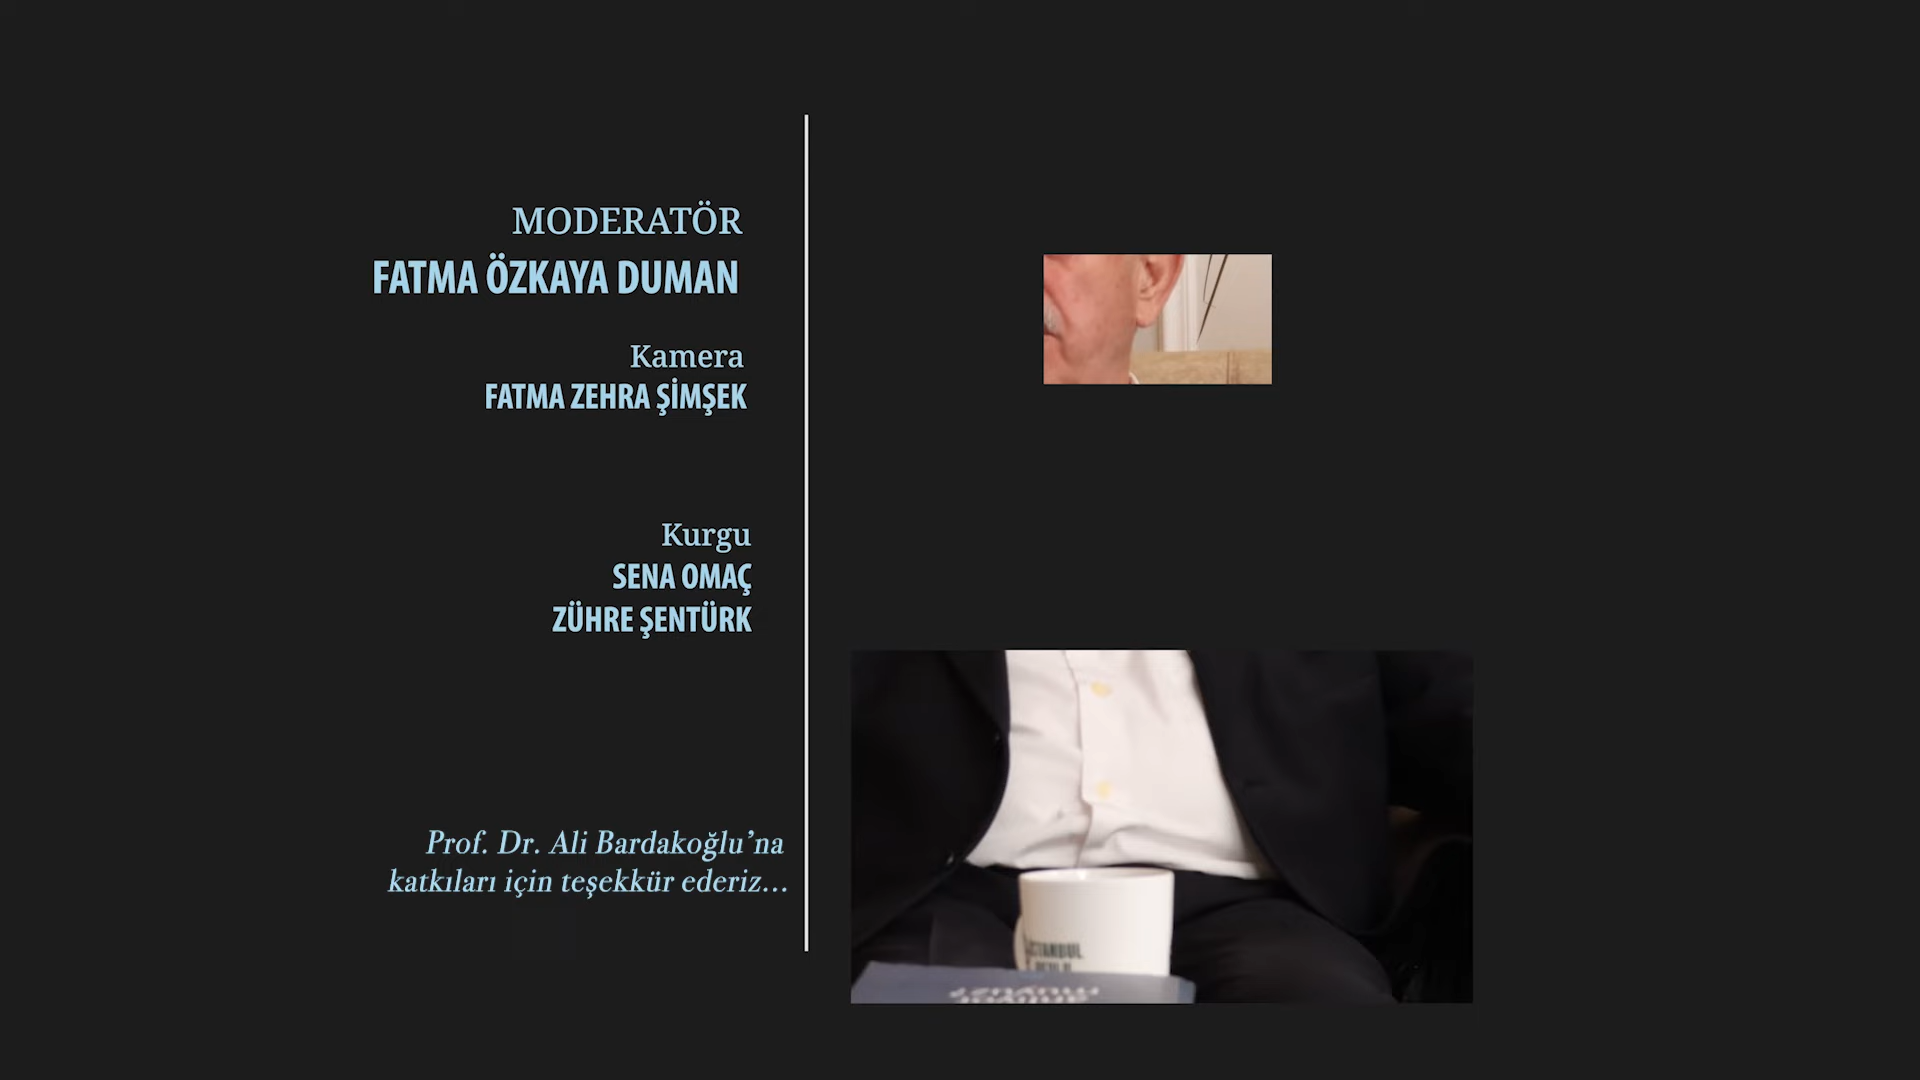 MODERATÖR
FATMA ÖZKAYA DUMAN
Kamera
FATMA ZEHRA ŞİMŞEK
Kurgu
SENA OMAÇ
ZÜHRE ŞENTÜRK
Prof. Dr. Ali Bardakoğlu’na
katkıları için teşekkür ederiz...
İSTANBUL